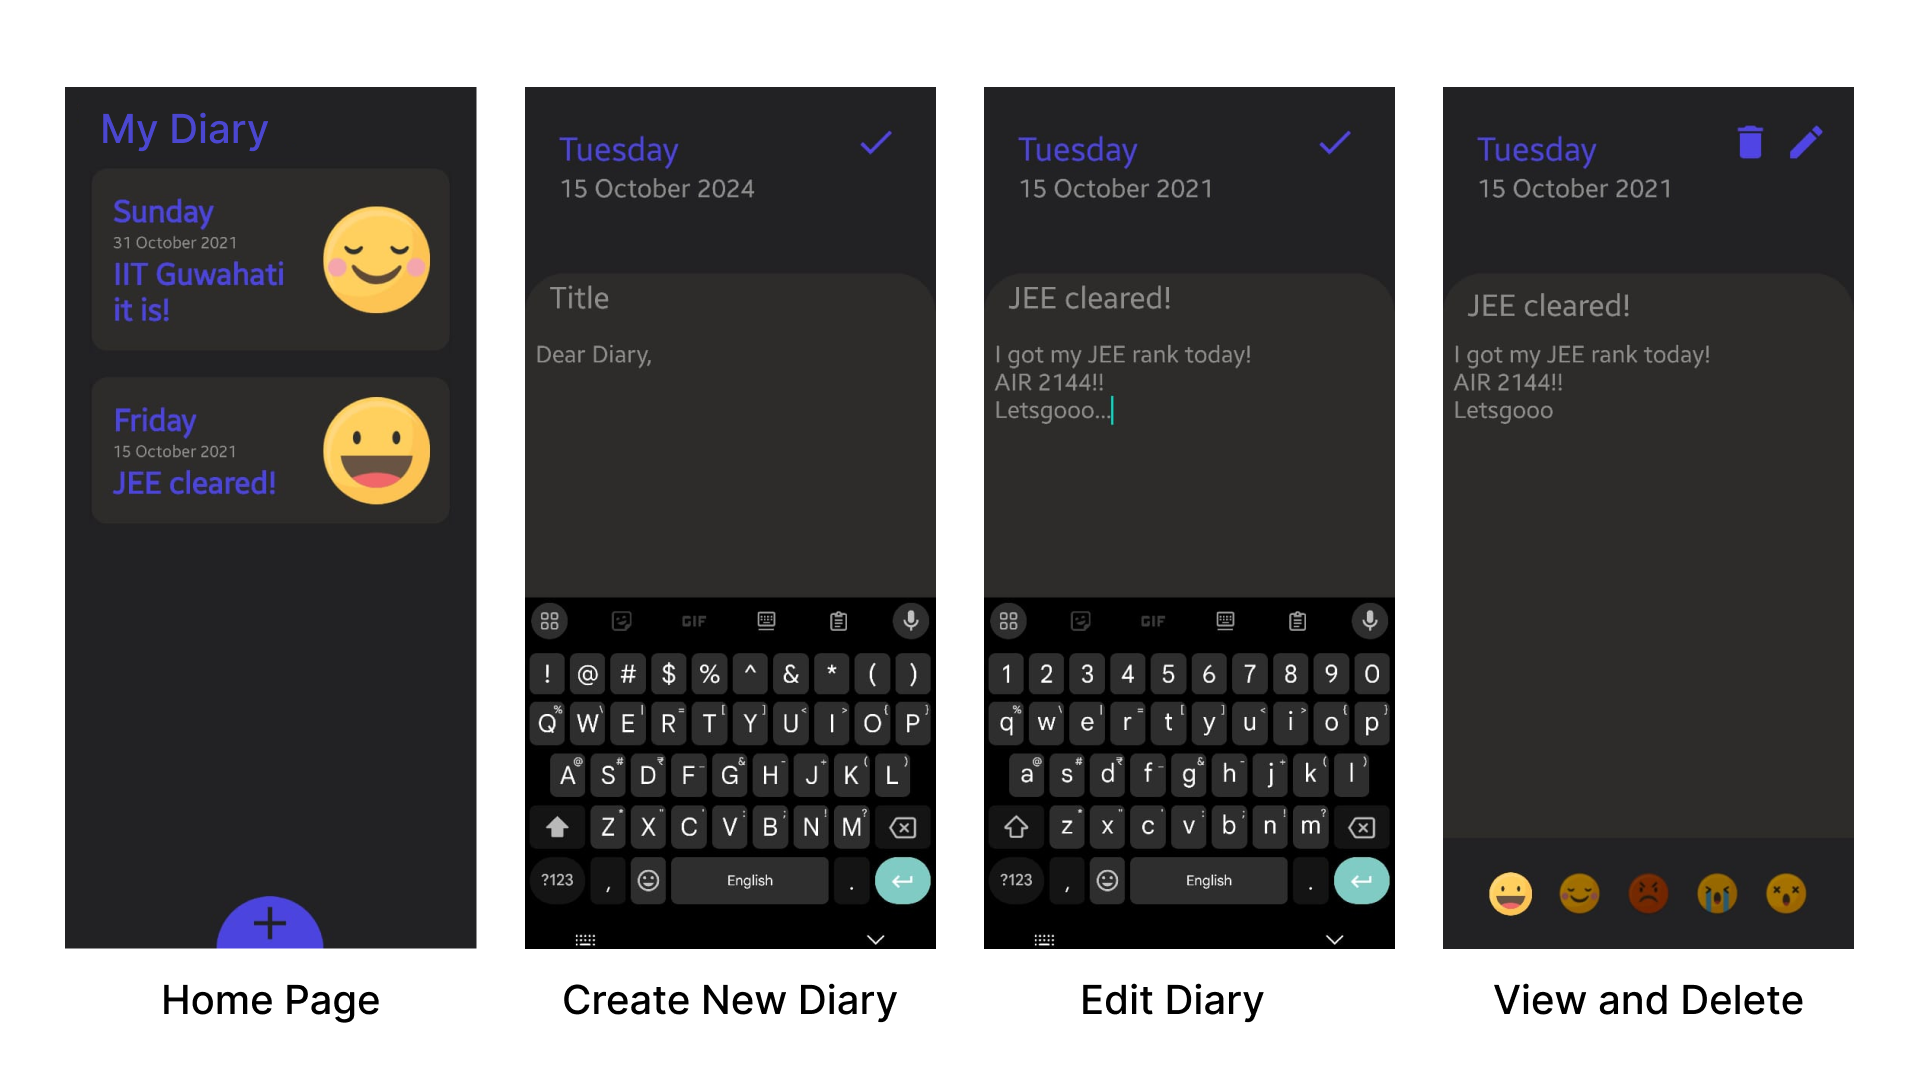 My Diary
Sunday
31 October 2021
IIT Guwahati
it is!
Friday
15 October 2021
JEE cleared!
Home Page
Tuesday
15 October 2024
Title
Dear Diary,
GIF
! @ # $ % ^ & * ( )
Q W E R T Y U I O P
% \ | = [ ] < > { }
A S D F G H J K L
@ # ₹ _ & - + ( )
Z X C V B N M
* " ' : ; ! ?
?123 , English .
Create New Diary
Tuesday
15 October 2021
JEE cleared!
I got my JEE rank today!
AIR 2144!!
Letsgooo...
GIF
1 2 3 4 5 6 7 8 9 0
q w e r t y u i o p
% \ | = [ ] < > { }
a s d f g h j k l
@ # ₹ _ & - + ( )
z x c v b n m
* " ' : ; ! ?
?123 , English .
Edit Diary
Tuesday
15 October 2021
JEE cleared!
I got my JEE rank today!
AIR 2144!!
Letsgooo
View and Delete